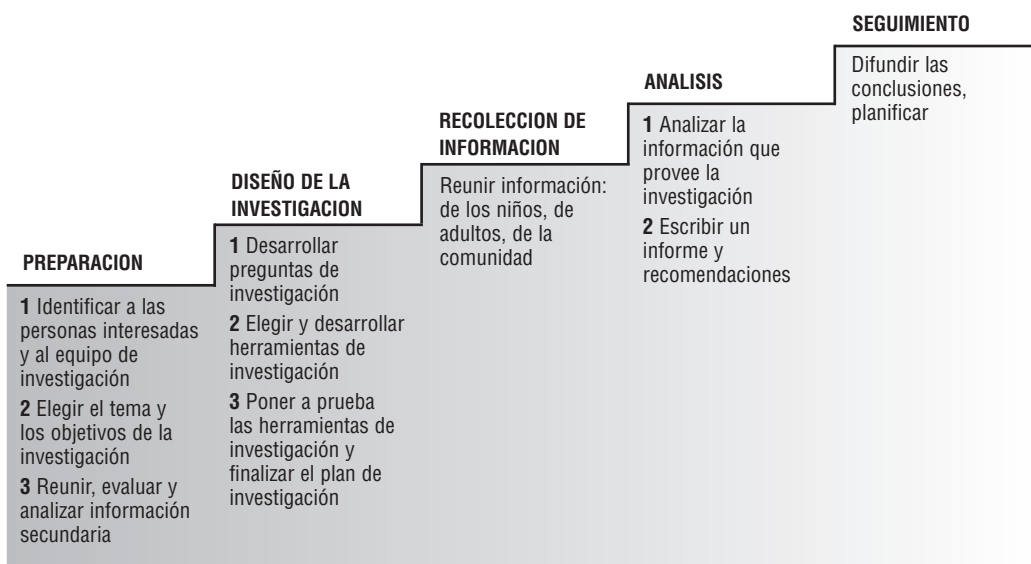 PREPARACION
1 Identificar a las
personas interesadas
y al equipo de
investigación
2 Elegir el tema y
los objetivos de la
investigación
3 Reunir, evaluar y
analizar información
secundaria
DISEÑO DE LA
INVESTIGACION
1 Desarrollar
preguntas de
investigación
2 Elegir y desarrollar
herramientas de
investigación
3 Poner a prueba
las herramientas de
investigación y
finalizar el plan de
investigación
RECOLECCION DE
INFORMACION
Reunir información:
de los niños, de
adultos, de la
comunidad
ANALISIS
1 Analizar la
información que
provee la
investigación
2 Escribir un
informe y
recomendaciones
SEGUIMIENTO
Difundir las
conclusiones,
planificar